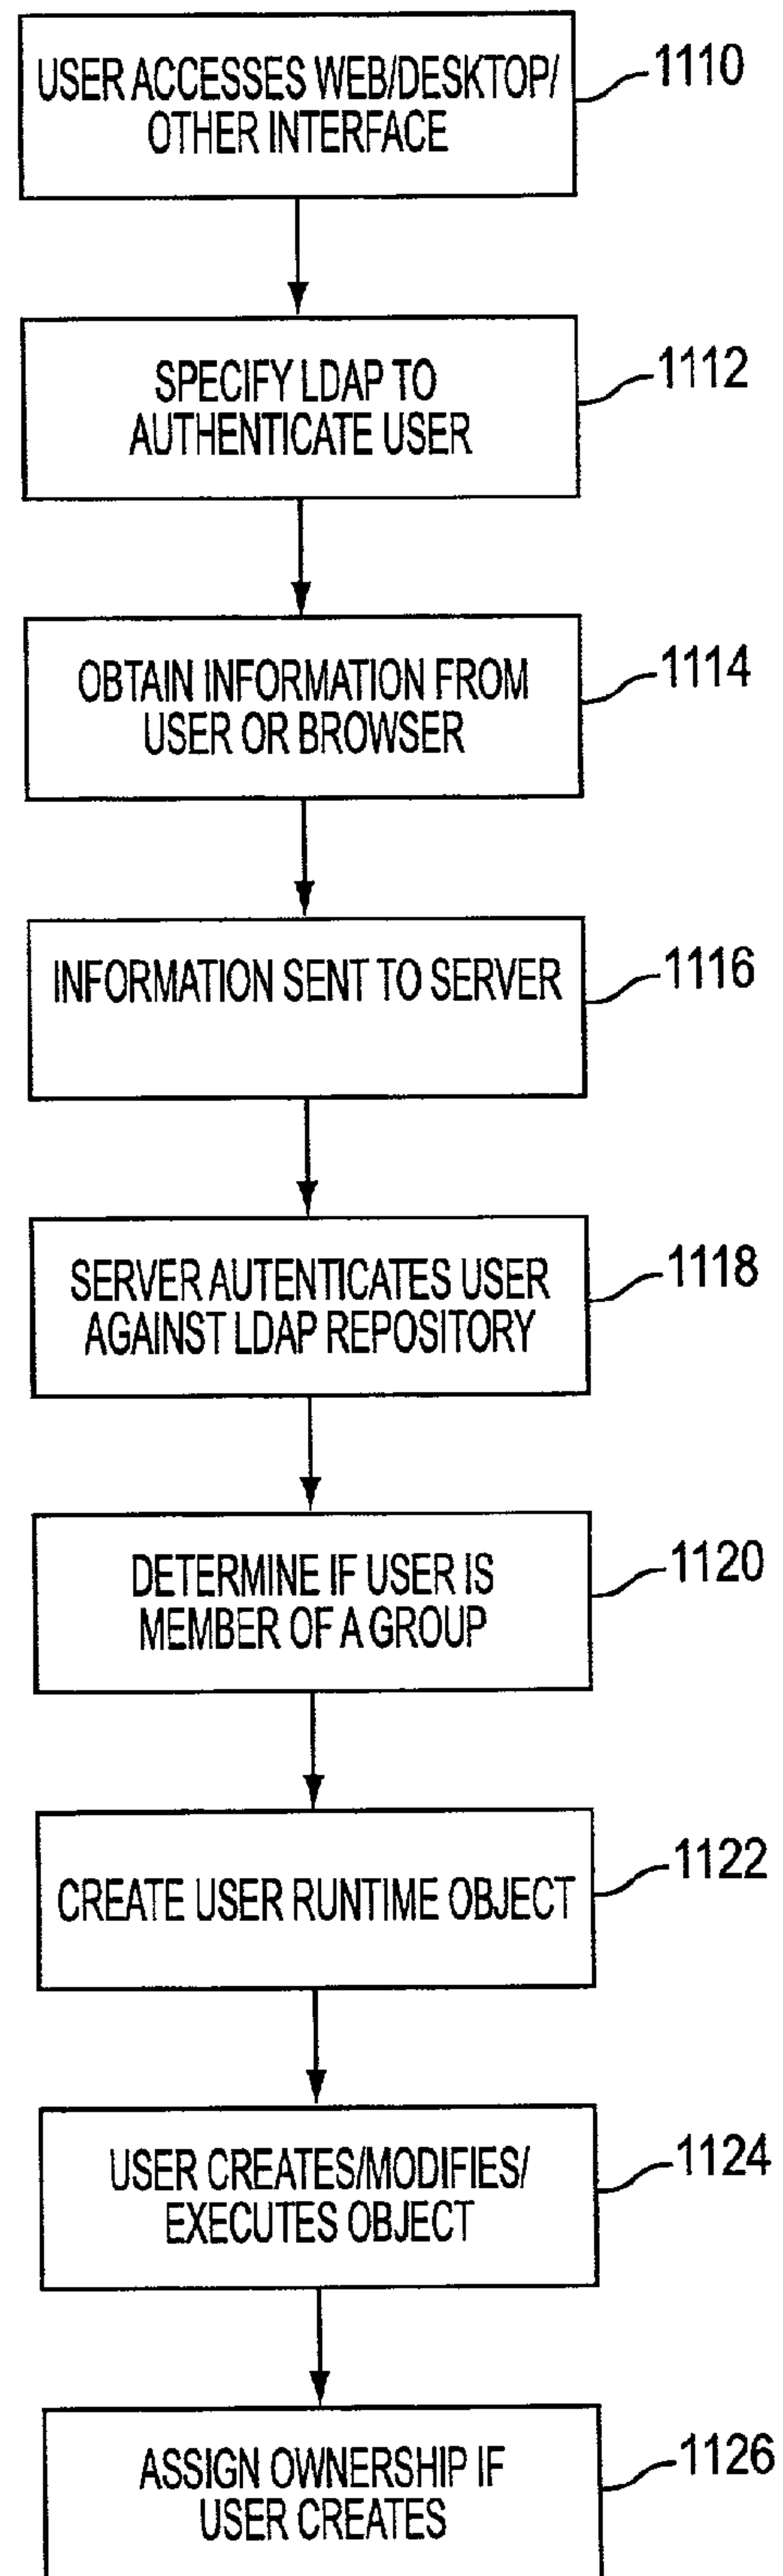 USER ACCESSES WEB/DESKTOP/
OTHER INTERFACE
1110
SPECIFY LDAP TO
AUTHENTICATE USER
1112
OBTAIN INFORMATION FROM
USER OR BROWSER
1114
INFORMATION SENT TO SERVER
1116
SERVER AUTENTICATES USER
AGAINST LDAP REPOSITORY
1118
DETERMINE IF USER IS
MEMBER OF A GROUP
1120
CREATE USER RUNTIME OBJECT
1122
USER CREATES/MODIFIES/
EXECUTES OBJECT
1124
ASSIGN OWNERSHIP IF
USER CREATES
1126